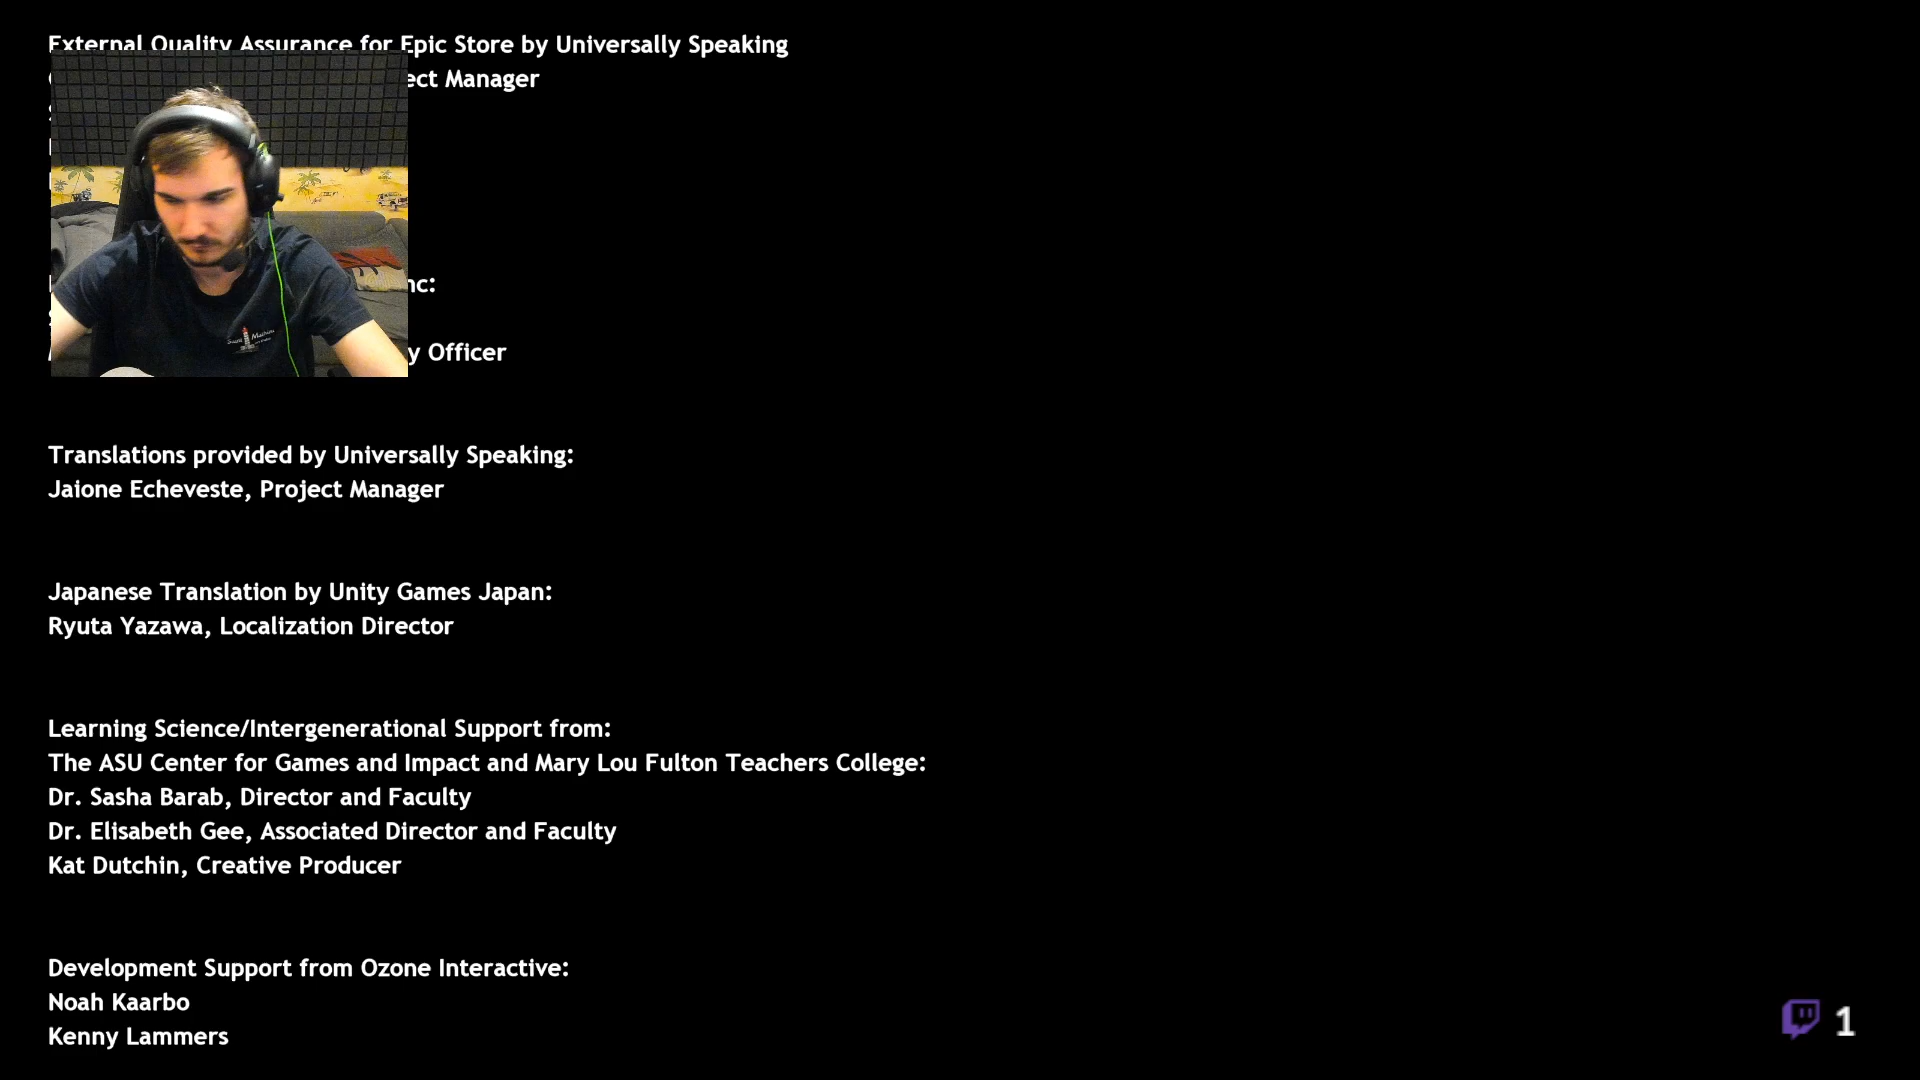 External Quality Assurance for Epic Store by Universally Speaking
Manager
Officer
Translations provided by Universally Speaking:
Jaione Echeveste, Project Manager
Japanese Translation by Unity Games Japan:
Ryuta Yazawa, Localization Director
Learning Science/Intergenerational Support from:
The ASU Center for Games and Impact and Mary Lou Fulton Teachers College:
Dr. Sasha Barab, Director and Faculty
Dr. Elisabeth Gee, Associated Director and Faculty
Kat Dutchin, Creative Producer
Development Support from Ozone Interactive:
Noah Kaarbo
Kenny Lammers
1